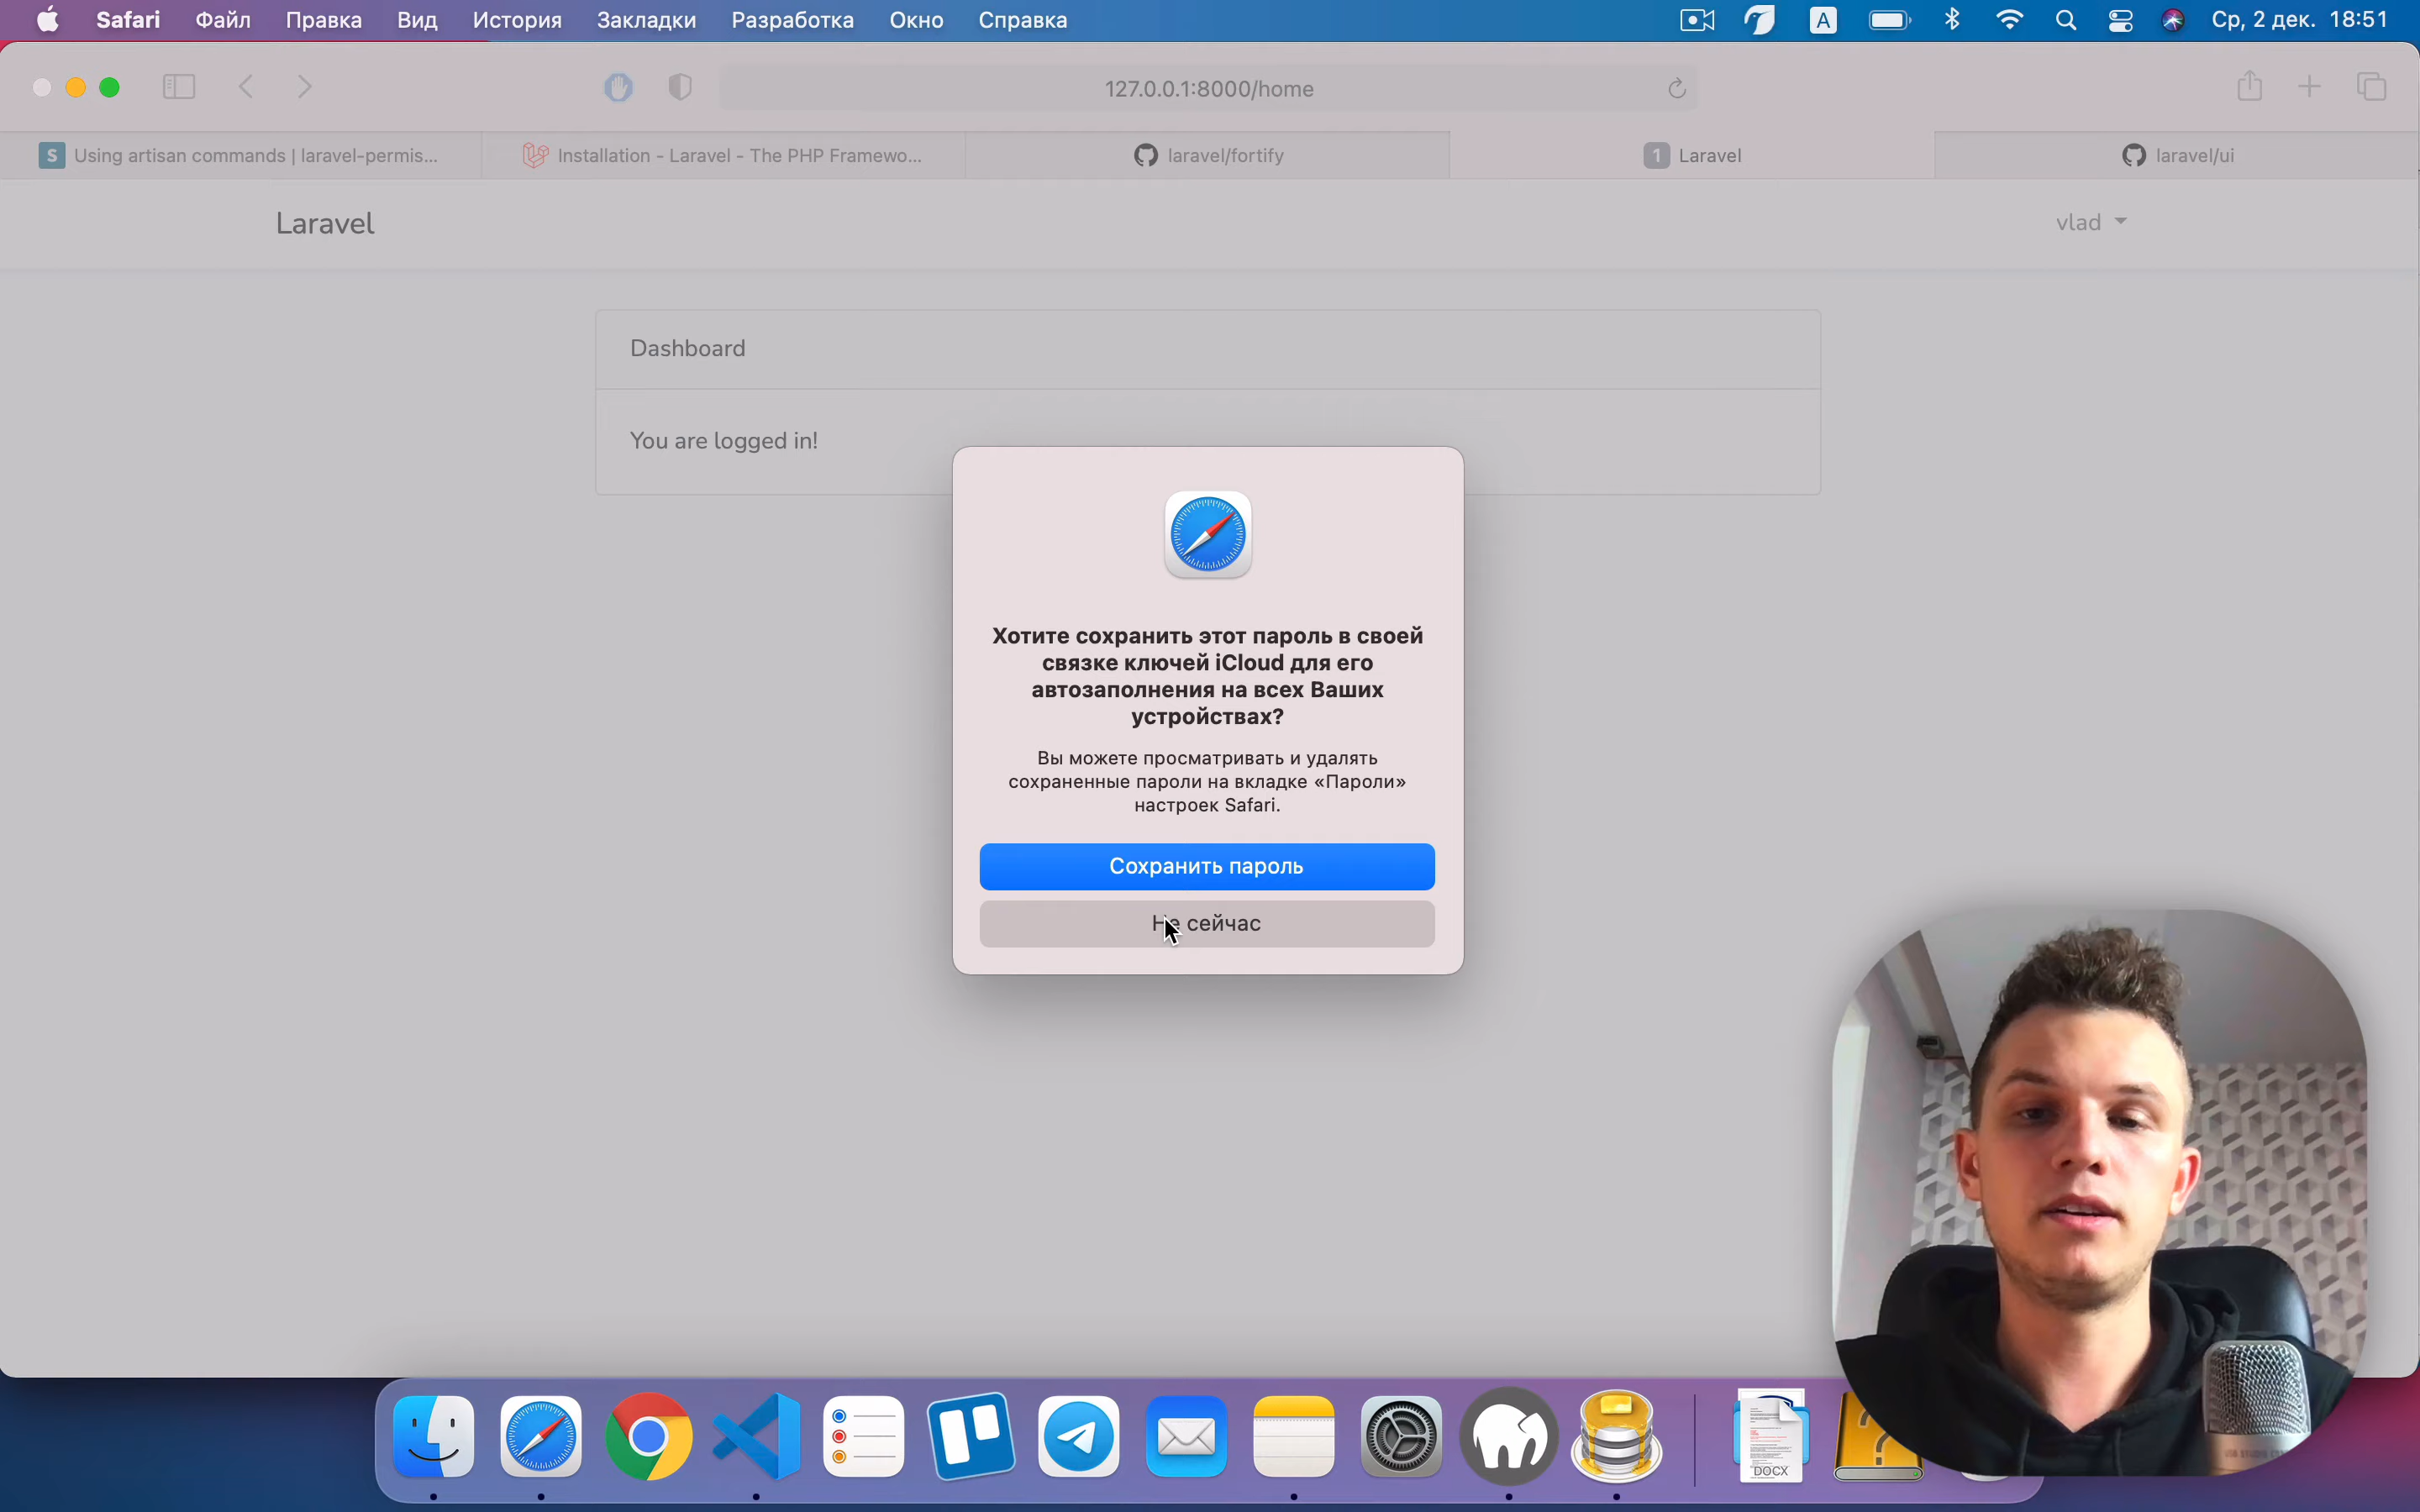 Safari Файл Правка Вид История Закладки Разработка Окно Справка A Ср, 2 дек. 18:51
127.0.0.1:8000/home
S Using artisan commands | laravel-permis... Installation - Laravel - The PHP Framewo... laravel/fortify 1 Laravel laravel/ui
Laravel vlad
Dashboard
You are logged in!
Хотите сохранить этот пароль в своей
связке ключей iCloud для его
автозаполнения на всех Ваших
устройствах?
Вы можете просматривать и удалять
сохраненные пароли на вкладке «Пароли»
настроек Safari.
Сохранить пароль
Не сейчас
DOCX